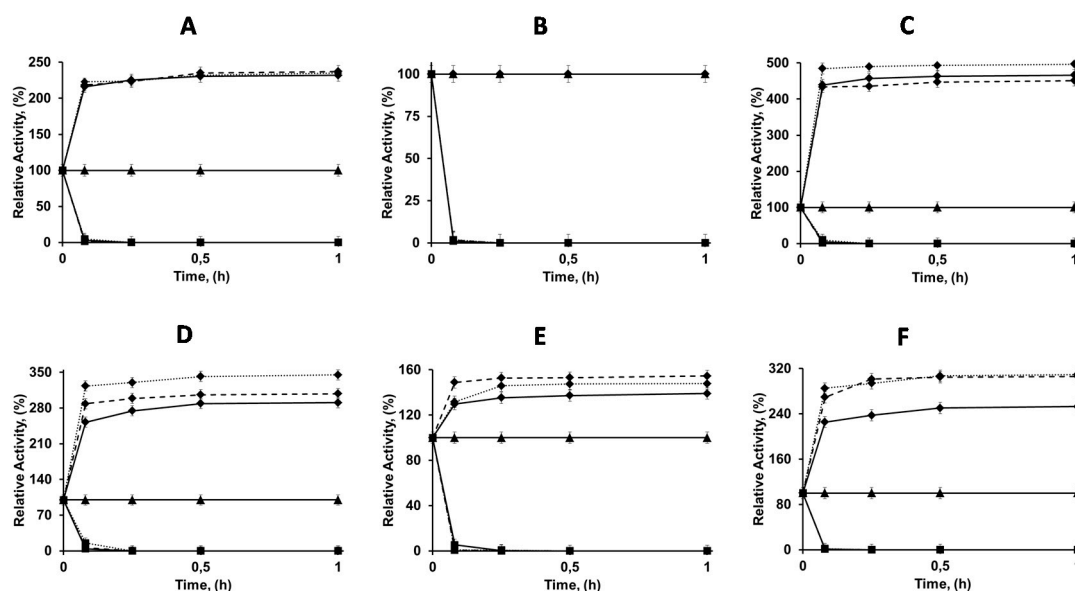 A
Relative Activity, (%)
250
200
150
100
50
0
0
0,5
1
Time, (h)
B
Relative Activity, (%)
100
75
50
25
0
0
0,5
1
Time, (h)
C
Relative Activity, (%)
500
400
300
200
100
0
0
0,5
1
Time, (h)
D
Relative Activity, (%)
350
280
210
140
70
0
0
0,5
1
Time, (h)
E
Relative Activity, (%)
160
120
80
40
0
0
0,5
1
Time, (h)
F
Relative Activity, (%)
320
240
160
80
0
0
0,5
1
Time, (h)